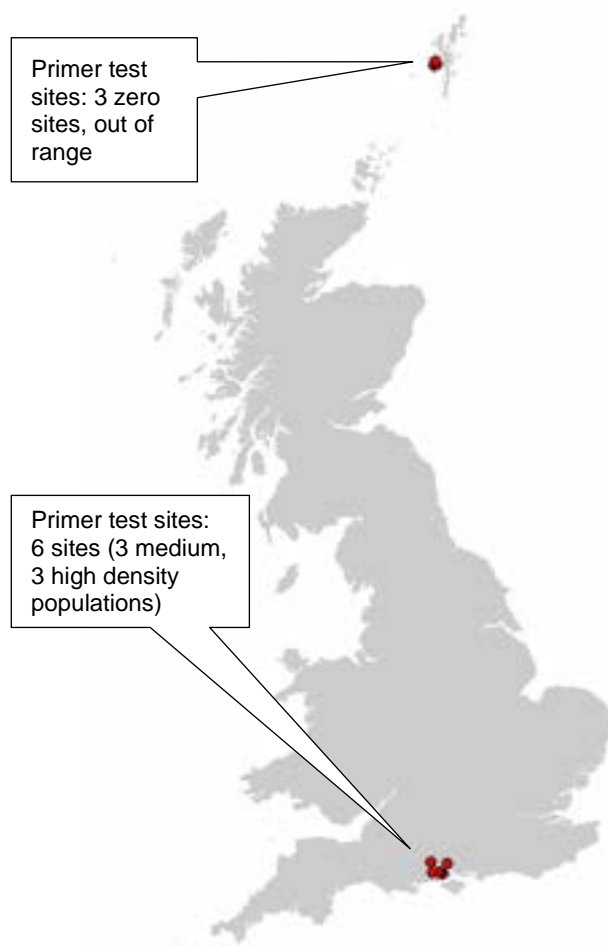 Primer test
sites: 3 zero
sites, out of
range
Primer test sites:
6 sites (3 medium,
3 high density
populations)